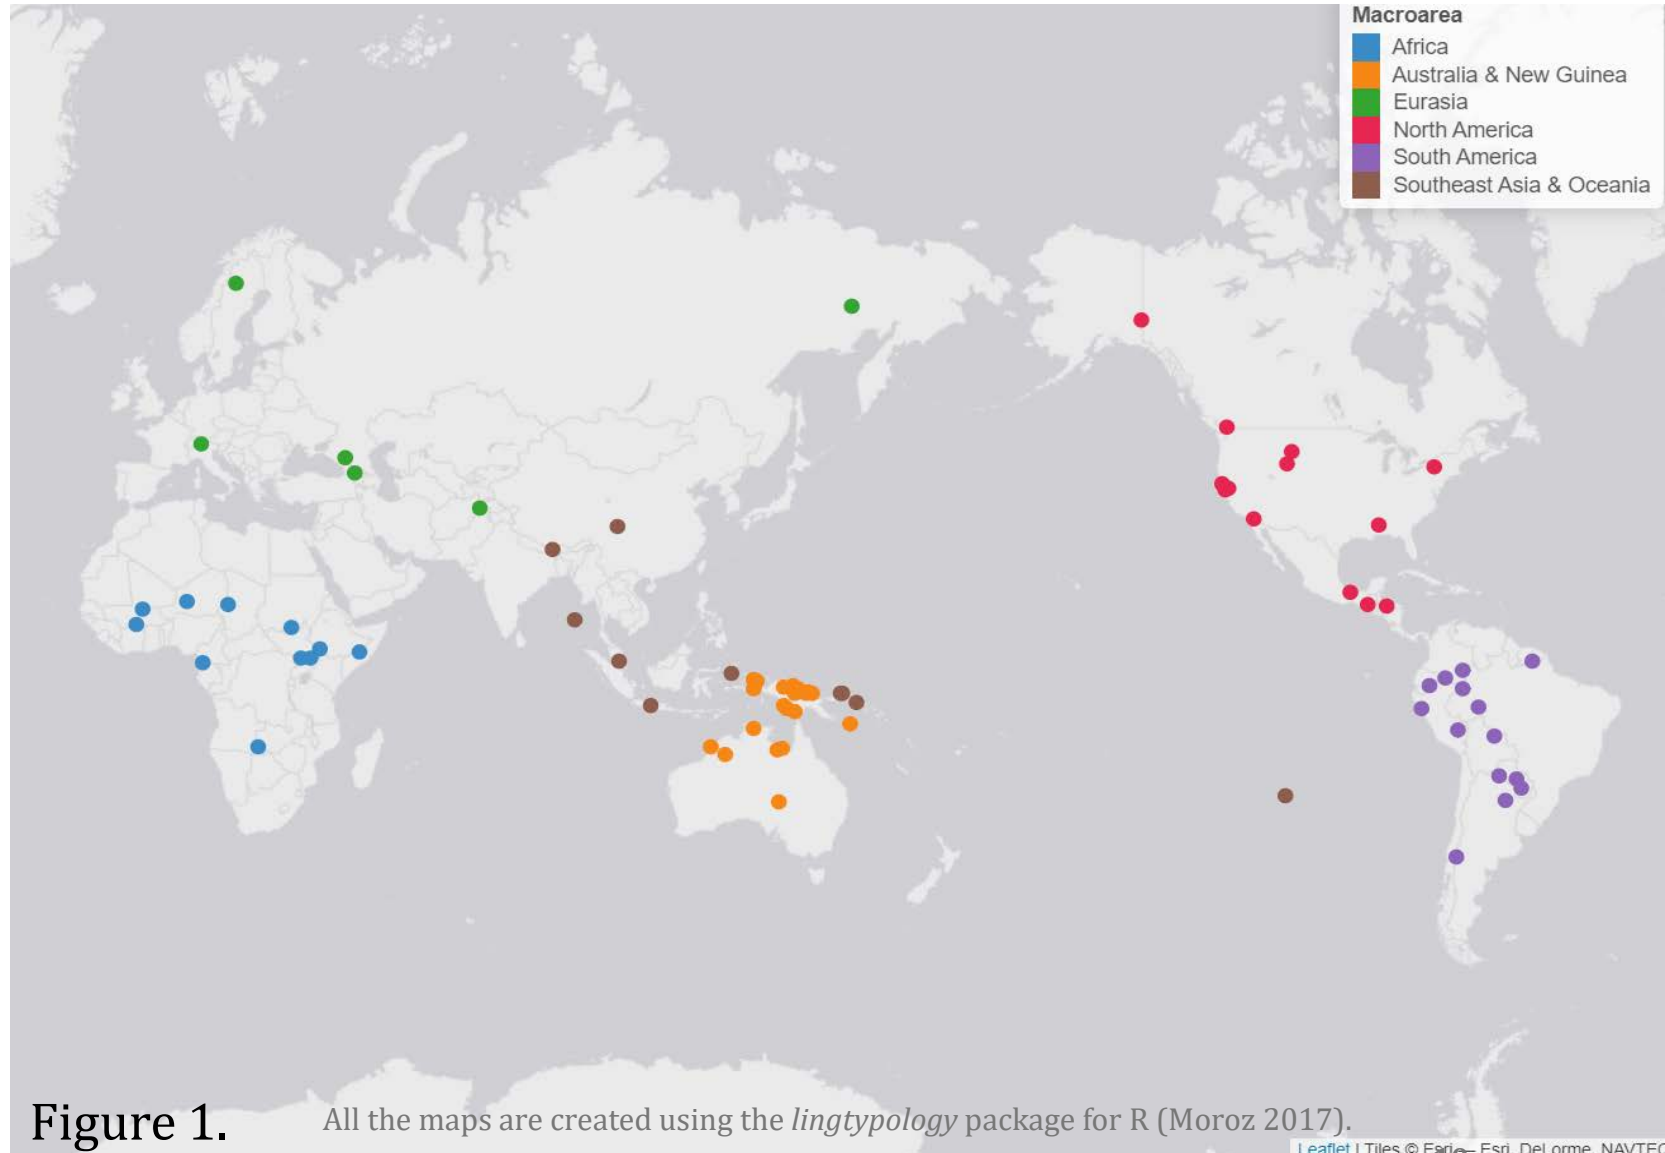 Macroarea
Africa
Australia & New Guinea
Eurasia
North America
South America
Southeast Asia & Oceania
Figure 1.
All the maps are created using the lingtypology package for R (Moroz 2017).
Leaflet | Tiles © Esri — Esri, DeLorme, NAVTEQ